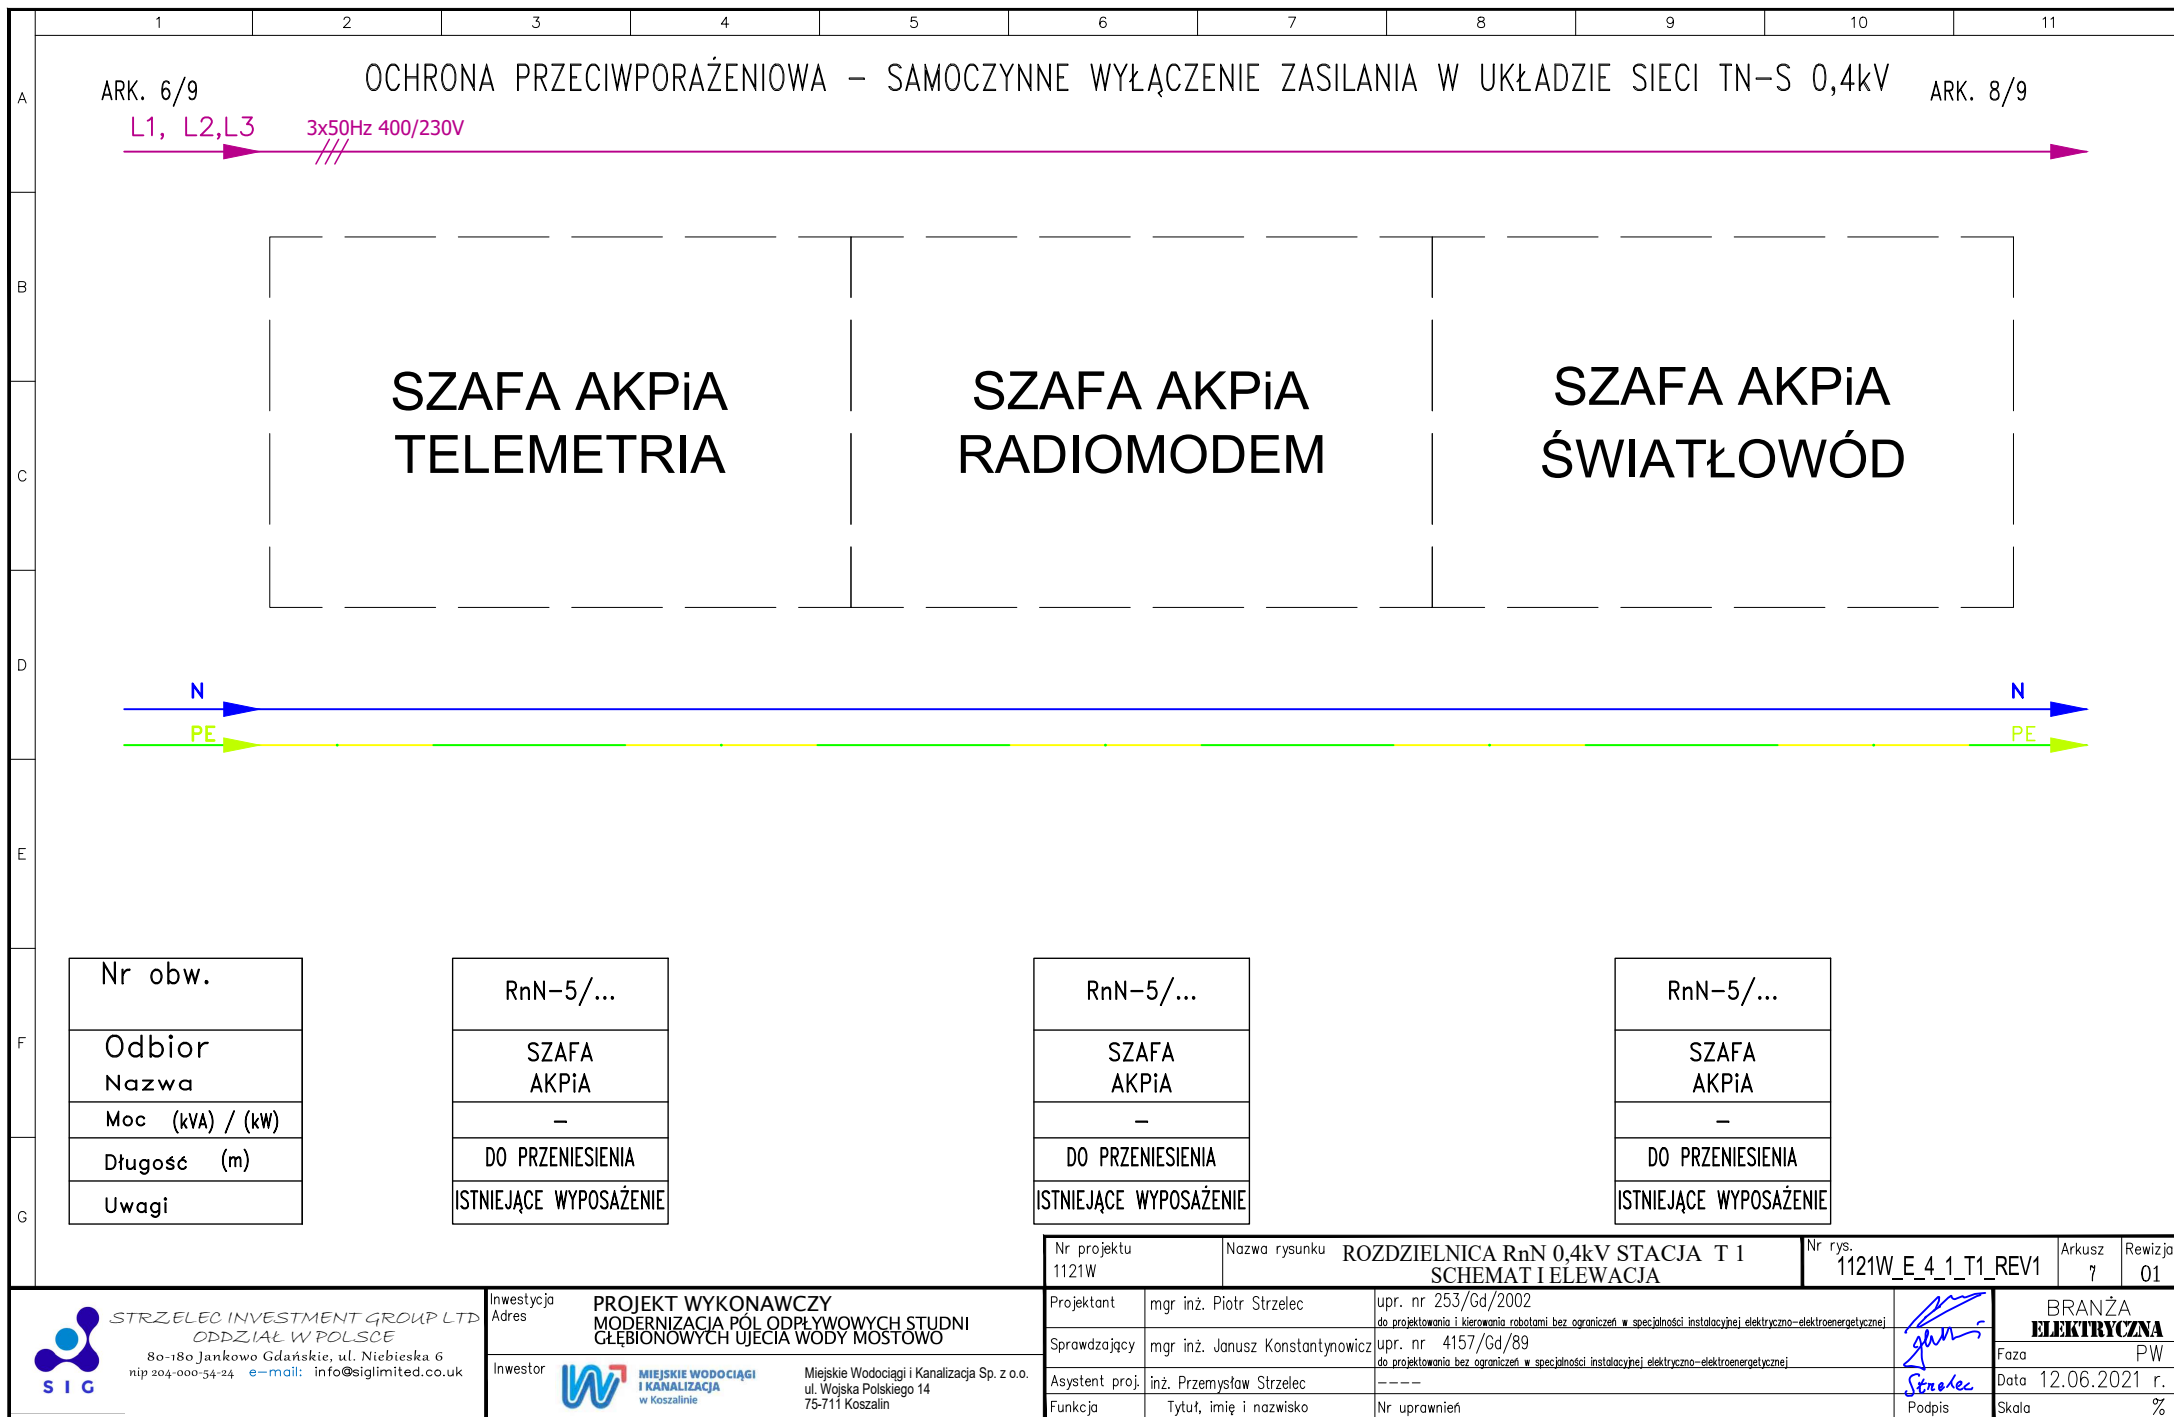 1 2 3 4 5 6 7 8 9 10 11
A
B
C
D
E
F
G
ARK. 6/9
OCHRONA PRZECIWPORAŻENIOWA – SAMOCZYNNE WYŁĄCZENIE ZASILANIA W UKŁADZIE SIECI TN–S 0,4kV
ARK. 8/9
L1, L2,L3
3x50Hz 400/230V
SZAFA AKPiA
TELEMETRIA
SZAFA AKPiA
RADIOMODEM
SZAFA AKPiA
ŚWIATŁOWÓD
N
N
PE
PE
Nr obw.
RnN–5/...
RnN–5/...
RnN–5/...
Odbior
Nazwa
SZAFA
AKPiA
SZAFA
AKPiA
SZAFA
AKPiA
Moc (kVA) / (kW)
–
–
–
Długość (m)
DO PRZENIESIENIA
DO PRZENIESIENIA
DO PRZENIESIENIA
Uwagi
ISTNIEJĄCE WYPOSAŻENIE
ISTNIEJĄCE WYPOSAŻENIE
ISTNIEJĄCE WYPOSAŻENIE
Nr projektu
1121W
Nazwa rysunku
ROZDZIELNICA RnN 0,4kV STACJA T 1
SCHEMAT I ELEWACJA
Nr rys.
1121W_E_4_1_T1_REV1
Arkusz
7
Rewizja
01
SIG
STRZELEC INVESTMENT GROUP LTD
ODDZIAŁ W POLSCE
80-180 Jankowo Gdańskie, ul. Niebieska 6
nip 204-000-54-24 e–mail: info@siglimited.co.uk
Inwestycja
Adres
PROJEKT WYKONAWCZY
MODERNIZACJA PÓL ODPŁYWOWYCH STUDNI
GŁĘBIONOWYCH UJECIA WODY MOSTOWO
Inwestor
MIEJSKIE WODOCIĄGI
I KANALIZACJA
w Koszalinie
Miejskie Wodociągi i Kanalizacja Sp. z o.o.
ul. Wojska Polskiego 14
75-711 Koszalin
Projektant
mgr inż. Piotr Strzelec
upr. nr 253/Gd/2002
do projektowania i kierowania robotami bez ograniczeń w specjalności instalacyjnej elektryczno–elektroenergetycznej
Sprawdzający
mgr inż. Janusz Konstantynowicz
upr. nr 4157/Gd/89
do projektowania bez ograniczeń w specjalności instalacyjnej elektryczno–elektroenergetycznej
Asystent proj.
inż. Przemysław Strzelec
––––
Strzelec
Funkcja
Tytuł, imię i nazwisko
Nr uprawnień
Podpis
BRANŻA
ELEKTRYCZNA
Faza PW
Data 12.06.2021 r.
Skala %